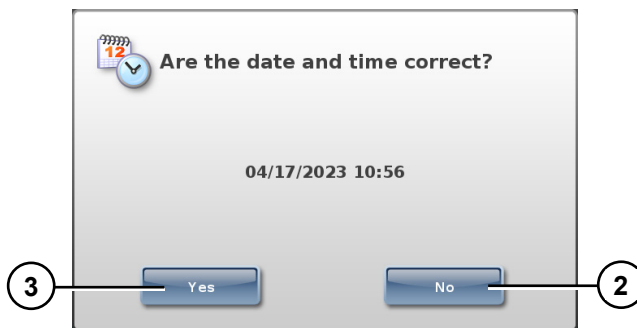 12
Are the date and time correct?
04/17/2023 10:56
3
Yes
No
2